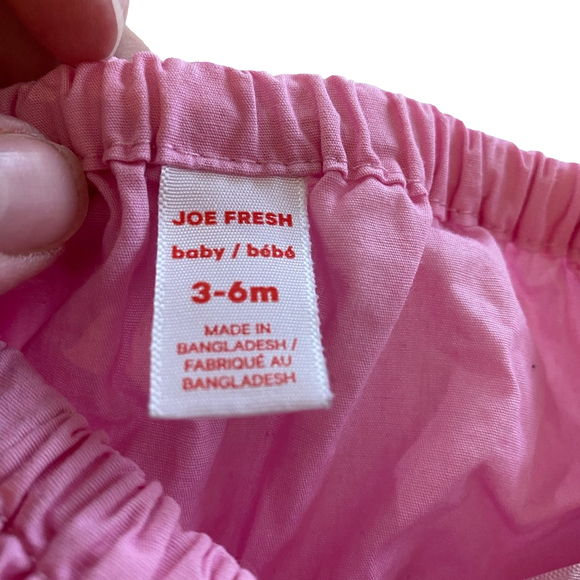 JOE FRESH
baby / bébé
3-6m
MADE IN
BANGLADESH /
FABRIQUÉ AU
BANGLADESH